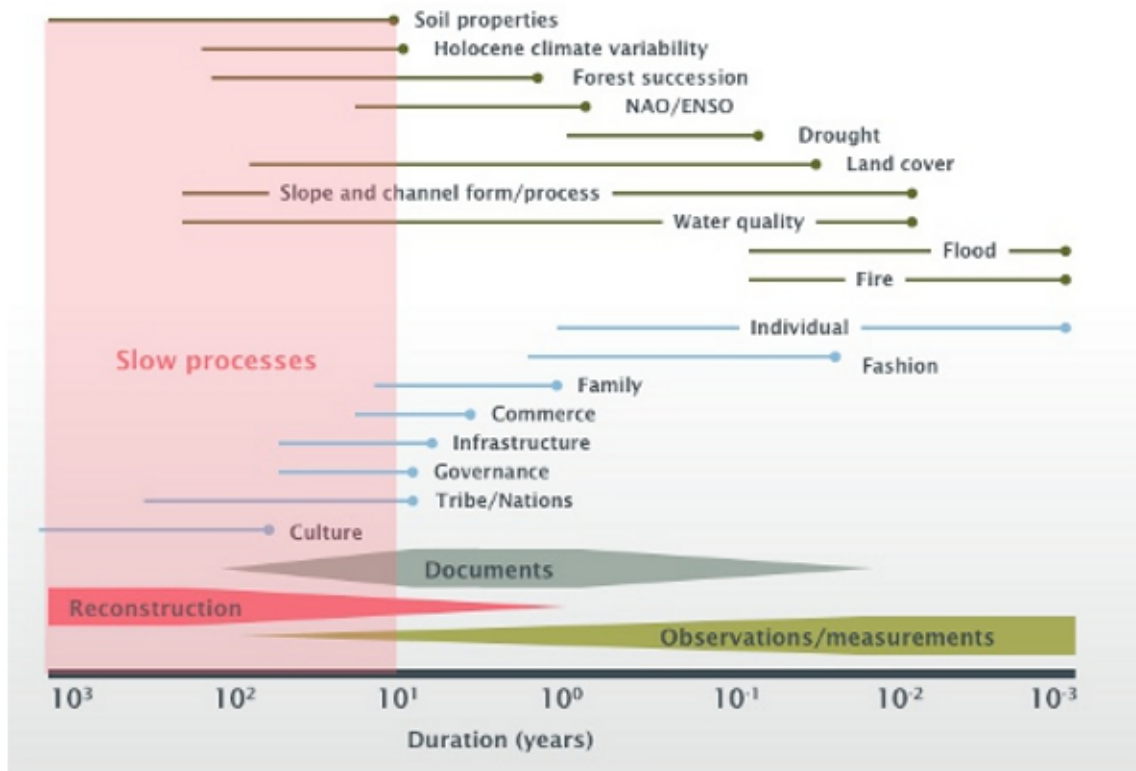 Soil properties
Holocene climate variability
Forest succession
NAO/ENSO
Drought
Land cover
Slope and channel form/process
Water quality
Flood
Fire
Individual
Slow processes
Fashion
Family
Commerce
Infrastructure
Governance
Tribe/Nations
Culture
Documents
Reconstruction
Observations/measurements
10³ 10² 10¹ 10⁰ 10⁻¹ 10⁻² 10⁻³
Duration (years)